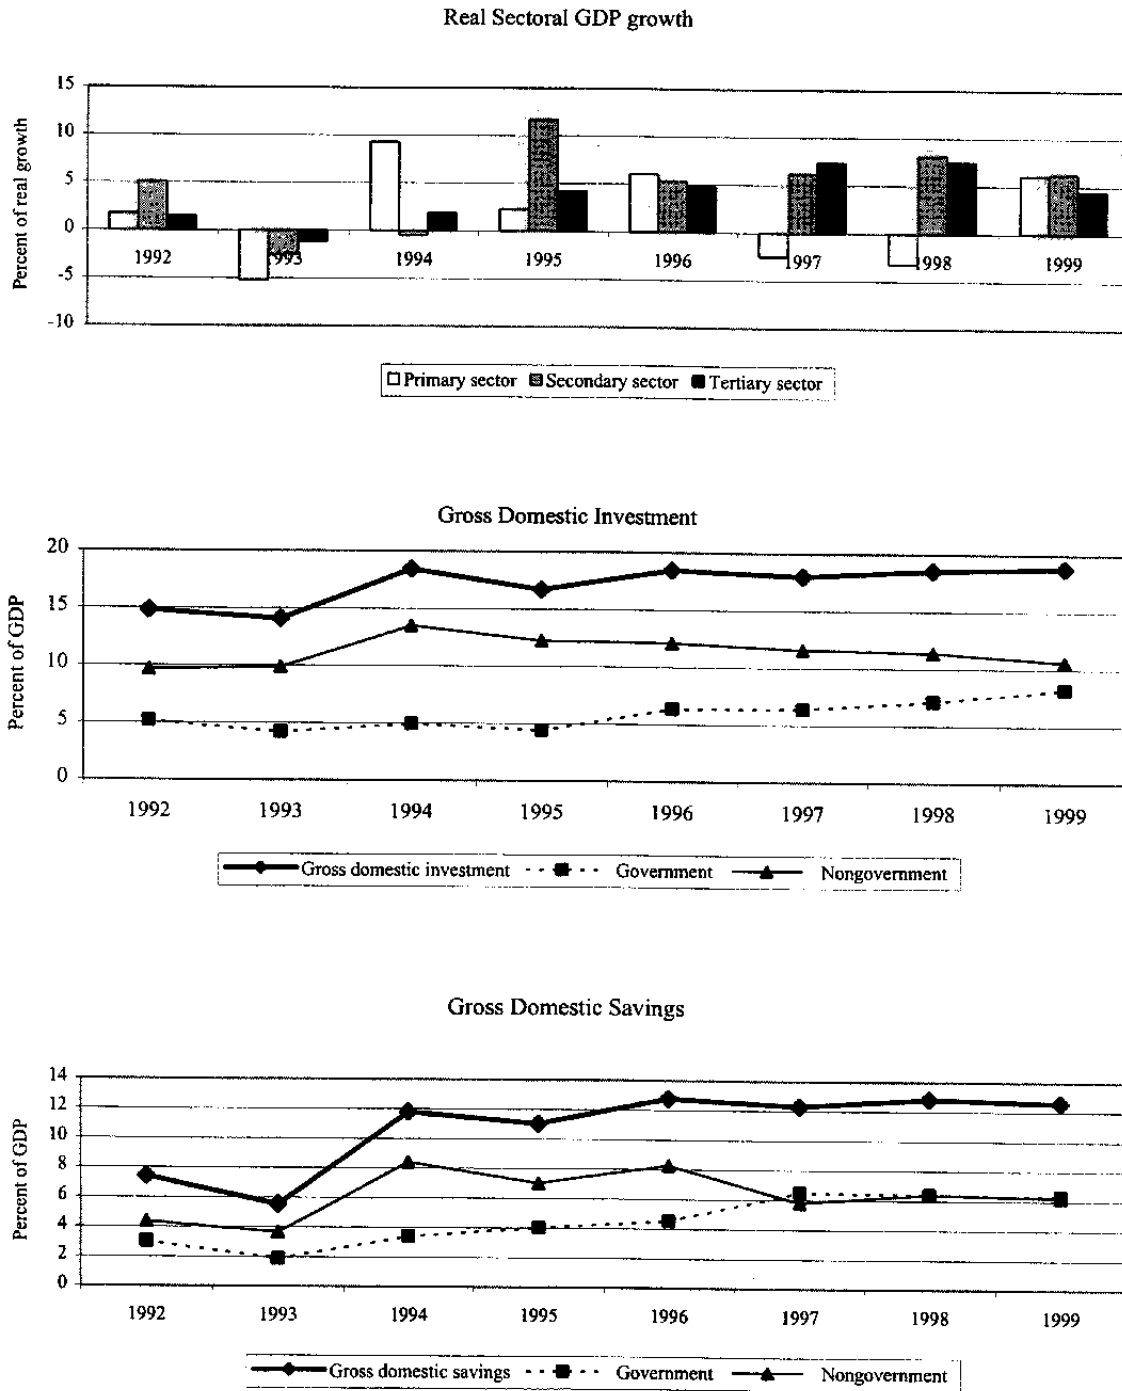 Real Sectoral GDP growth
Percent of real growth
15
10
5
0
-5
-10
1992 1993 1994 1995 1996 1997 1998 1999
Primary sector Secondary sector Tertiary sector
Gross Domestic Investment
Percent of GDP
20
15
10
5
0
1992 1993 1994 1995 1996 1997 1998 1999
Gross domestic investment Government Nongovernment
Gross Domestic Savings
Percent of GDP
14
12
10
8
6
4
2
0
1992 1993 1994 1995 1996 1997 1998 1999
Gross domestic savings Government Nongovernment